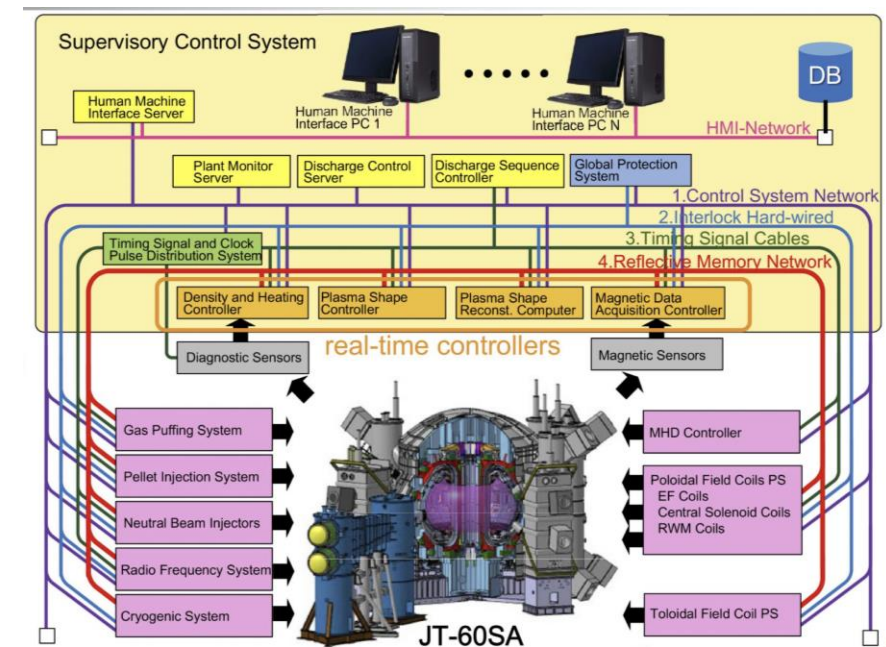 Supervisory Control System
DB
Human Machine
Interface Server
Human Machine
Interface PC 1
Human Machine
Interface PC N
HMI-Network
Plant Monitor
Server
Discharge Control
Server
Discharge Sequence
Controller
Global Protection
System
1.Control System Network
2.Interlock Hard-wired
3.Timing Signal Cables
4.Reflective Memory Network
Timing Signal and Clock
Pulse Distribution System
Density and Heating
Controller
Plasma Shape
Controller
Plasma Shape
Reconst. Computer
Magnetic Data
Acquisition Controller
real-time controllers
Diagnostic Sensors
Magnetic Sensors
Gas Puffing System
Pellet Injection System
Neutral Beam Injectors
Radio Frequency System
Cryogenic System
MHD Controller
Poloidal Field Coils PS
EF Coils
Central Solenoid Coils
RWM Coils
Toloidal Field Coil PS
JT-60SA